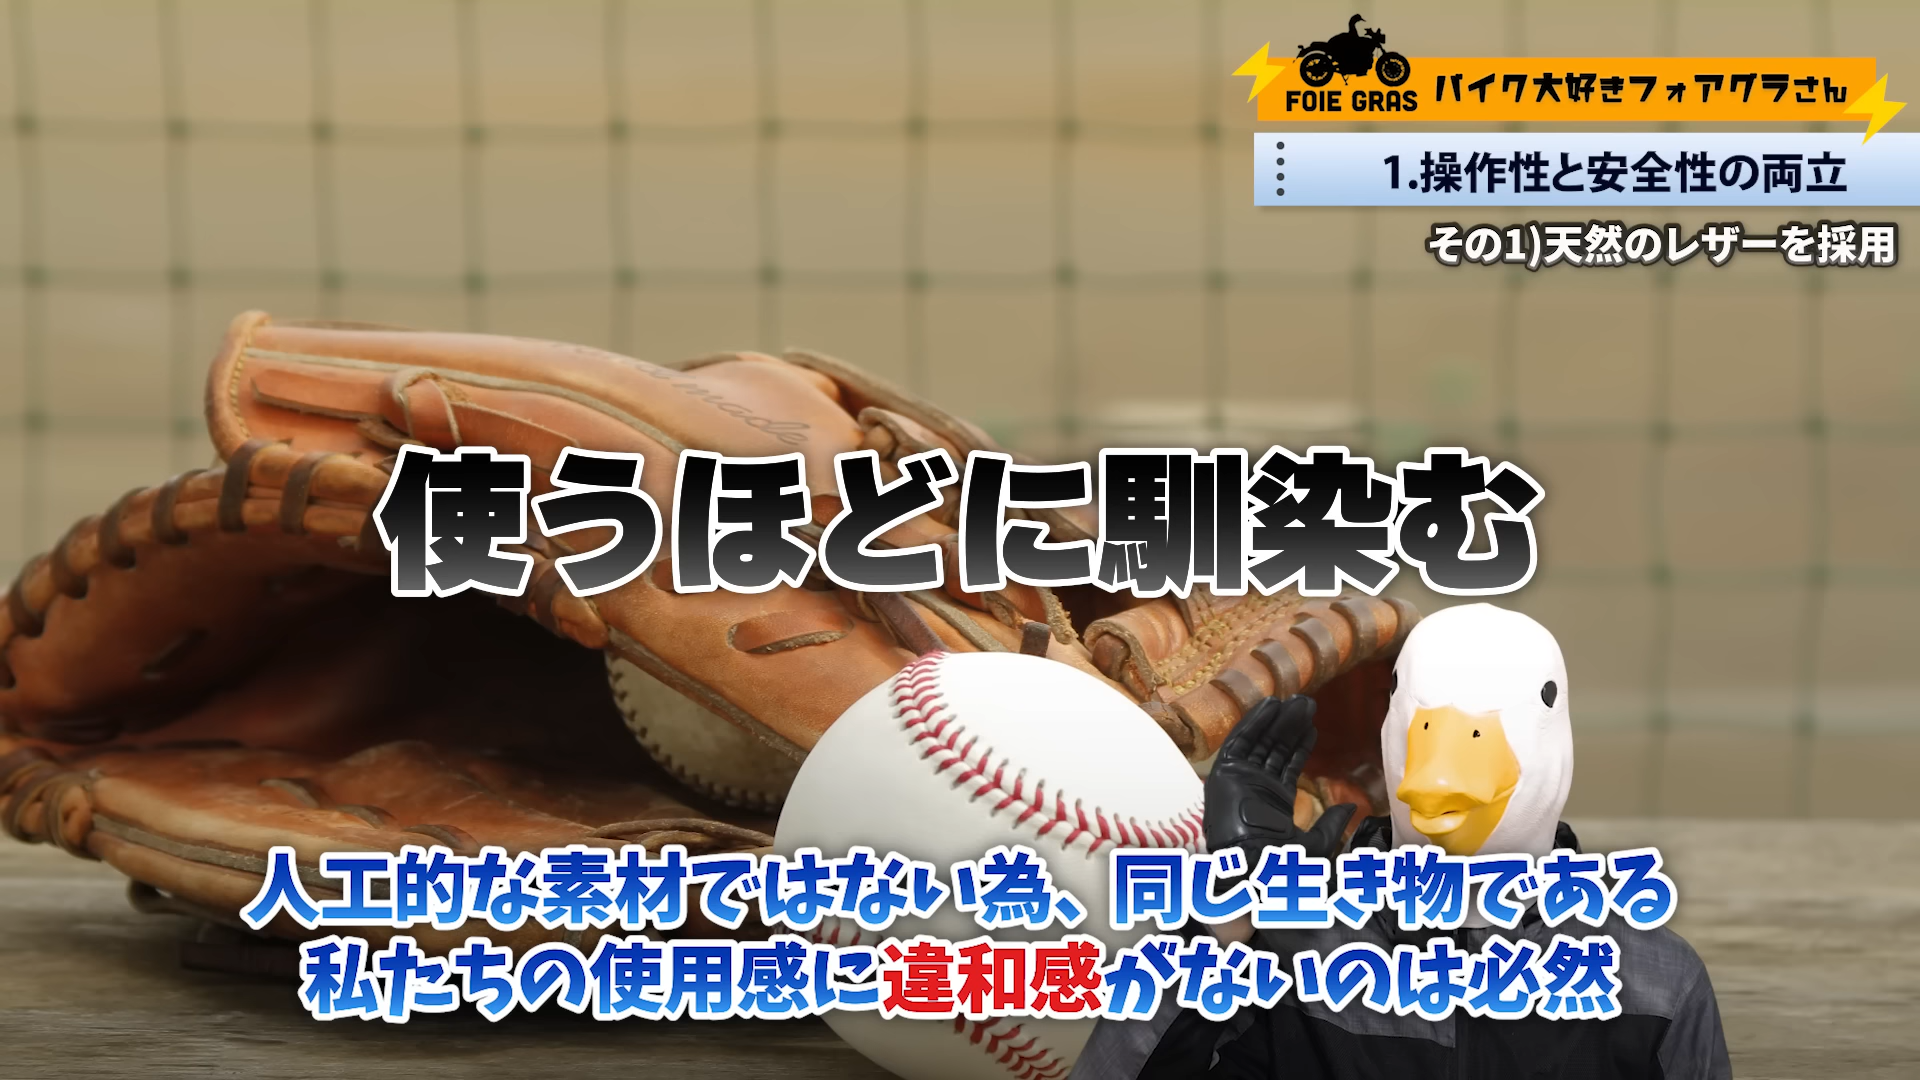 FOIE GRAS
バイク大好きフォアグラさん
1.操作性と安全性の両立
その1)天然のレザーを採用
made
使うほどに馴染む
人工的な素材ではない為、同じ生き物である
私たちの使用感に違和感がないのは必然